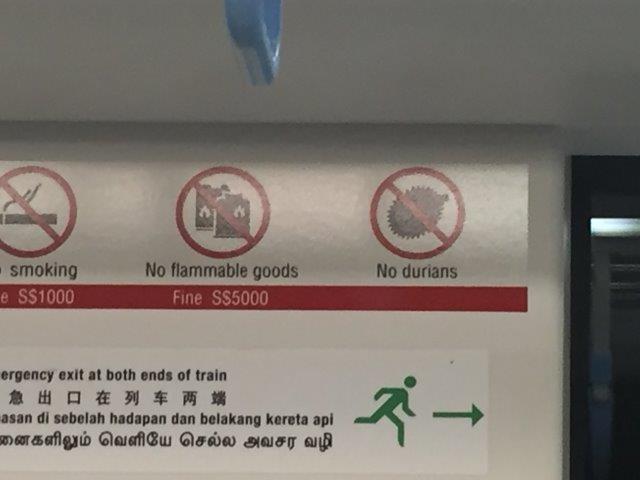 smoking
No flammable goods
No durians
S$1000
Fine S$5000
ergency exit at both ends of train
急出口在列车两端
asan di sebelah hadapan dan belakang kereta api
னைகளிலும் வெளியே செல்ல அவசர வழி